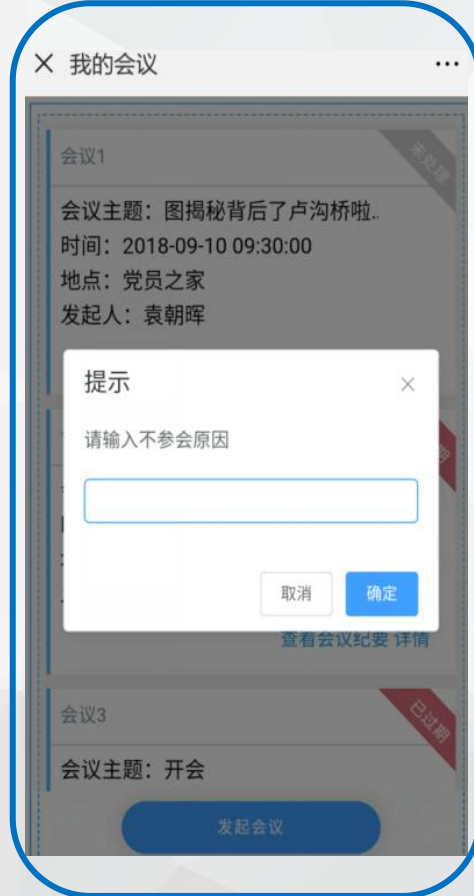 我的会议
会议1
未处理
会议主题：图揭秘背后了卢沟桥啦..
时间：2018-09-10 09:30:00
地点：党员之家
发起人：袁朝晖
提示
请输入不参会原因
取消 确定
查看会议纪要 详情
会议3
已过期
会议主题：开会
发起会议